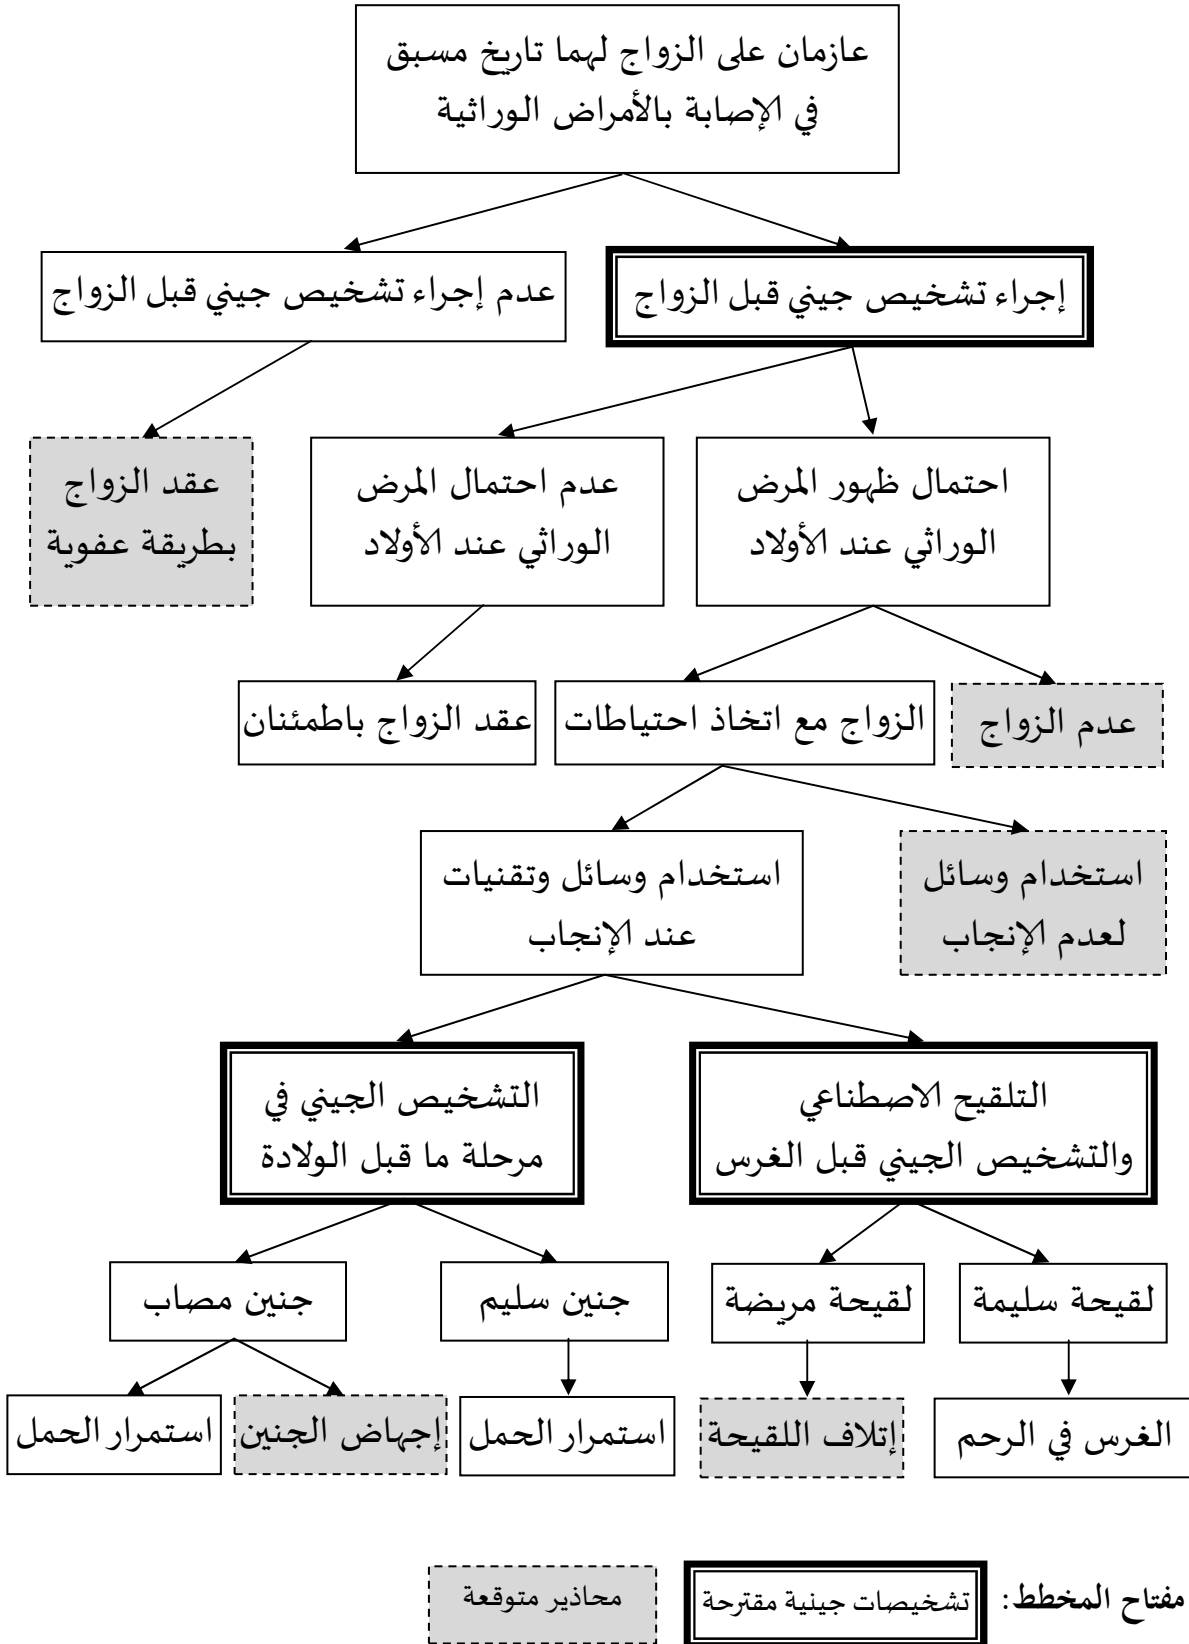 عازمان على الزواج لهما تاريخ مسبق
في الإصابة بالأمراض الوراثية
إجراء تشخيص جيني قبل الزواج
عدم إجراء تشخيص جيني قبل الزواج
احتمال ظهور المرض
الوراثي عند الأولاد
عدم احتمال المرض
الوراثي عند الأولاد
عقد الزواج
بطريقة عفوية
عدم الزواج
الزواج مع اتخاذ احتياطات
عقد الزواج باطمئنان
استخدام وسائل
لعدم الإنجاب
استخدام وسائل وتقنيات
عند الإنجاب
التلقيح الاصطناعي
والتشخيص الجيني قبل الغرس
التشخيص الجيني في
مرحلة ما قبل الولادة
لقيحة سليمة
لقيحة مريضة
جنين سليم
جنين مصاب
الغرس في الرحم
إتلاف اللقيحة
استمرار الحمل
إجهاض الجنين
استمرار الحمل
مفتاح المخطط:
تشخيصات جينية مقترحة
محاذير متوقعة